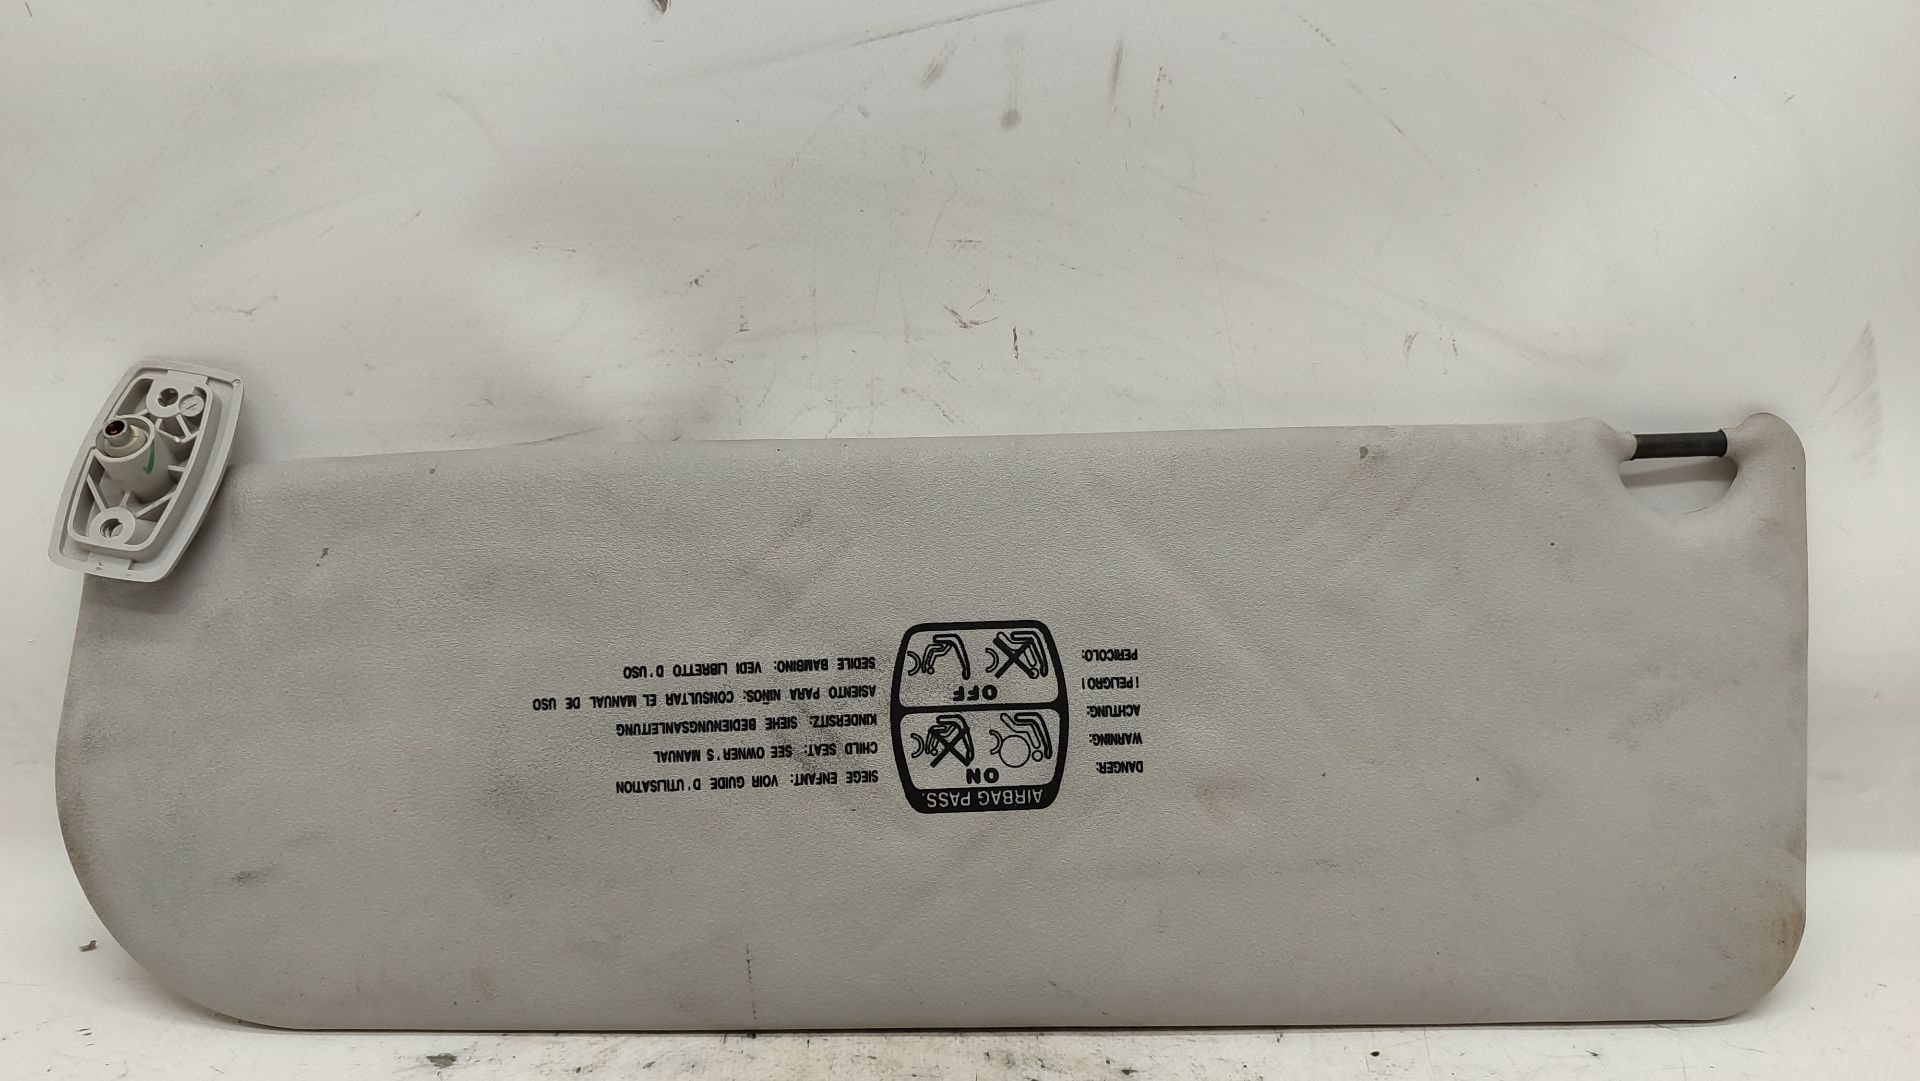 AIRBAG PASS.
ON
OFF
DANGER: SIEGE ENFANT: VOIR GUIDE D'UTILISATION
WARNING: CHILD SEAT: SEE OWNER'S MANUAL
ACHTUNG: KINDERSITZ: SIEHE BEDIENUNGSANLEITUNG
¡PELIGRO! ASIENTO PARA NIÑOS: CONSULTAR EL MANUAL DE USO
PERICOLO: SEDILE BAMBINO: VEDI LIBRETTO D'USO